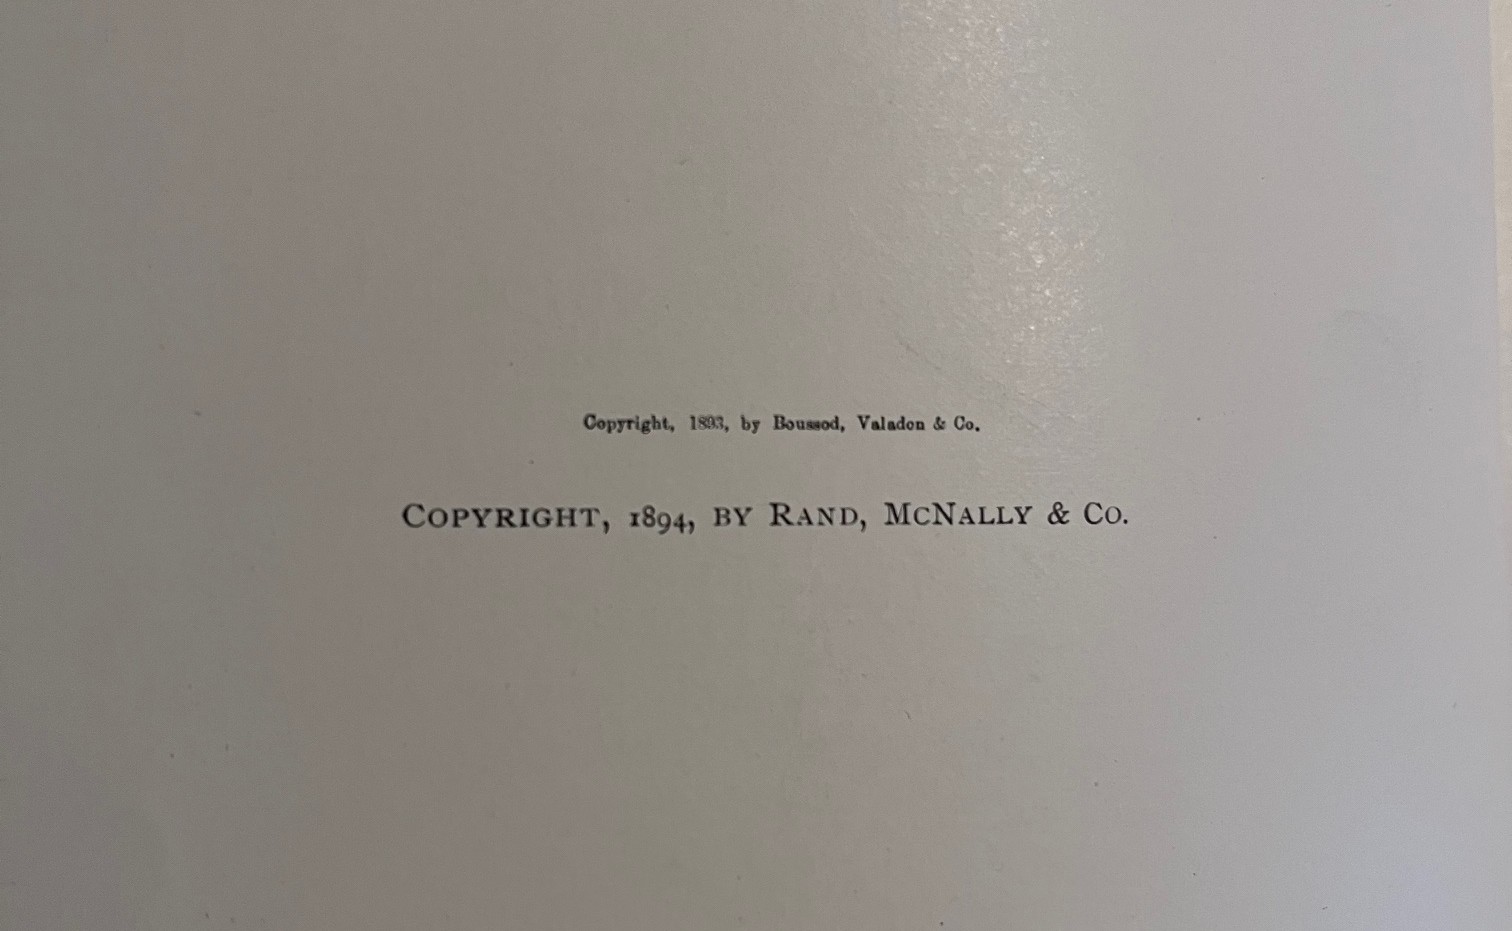 Copyright, 1893, by Boussod, Valadon & Co.
COPYRIGHT, 1894, BY RAND, MCNALLY & CO.